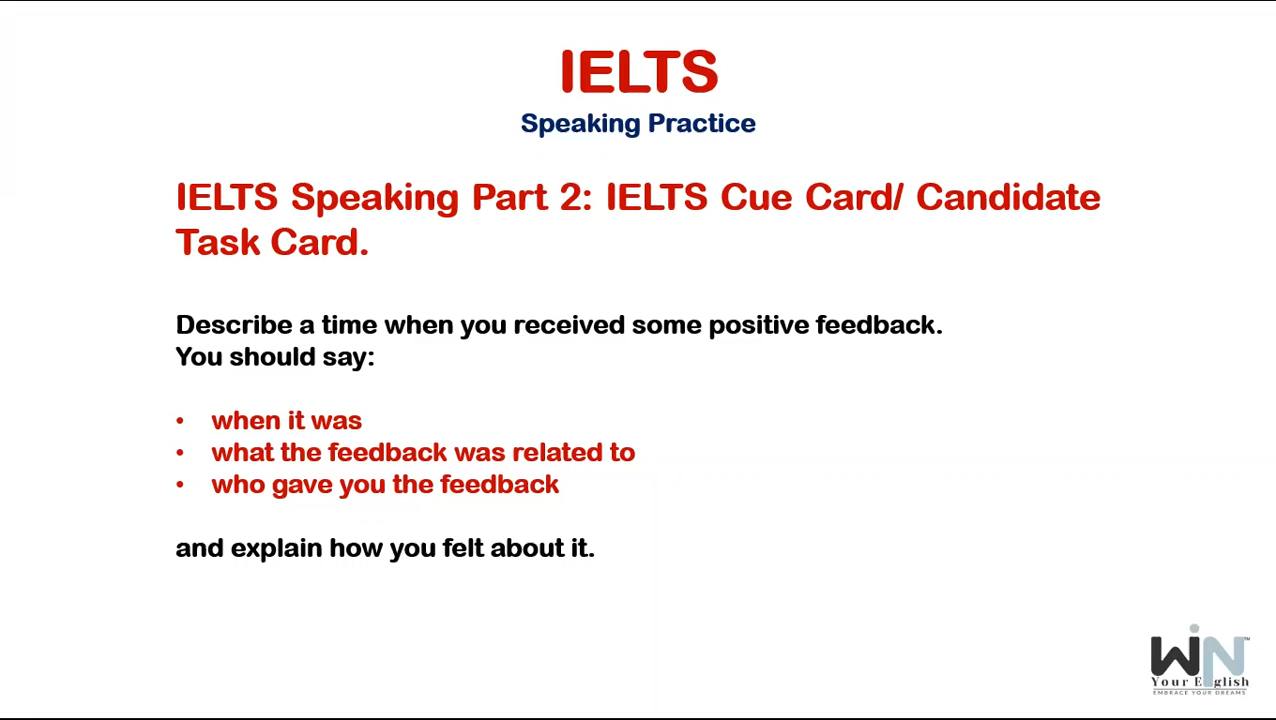 IELTS
Speaking Practice
IELTS Speaking Part 2: IELTS Cue Card/ Candidate
Task Card.
Describe a time when you received some positive feedback.
You should say:
• when it was
• what the feedback was related to
• who gave you the feedback
and explain how you felt about it.
WiN™
Your English
EMBRACE YOUR DREAMS